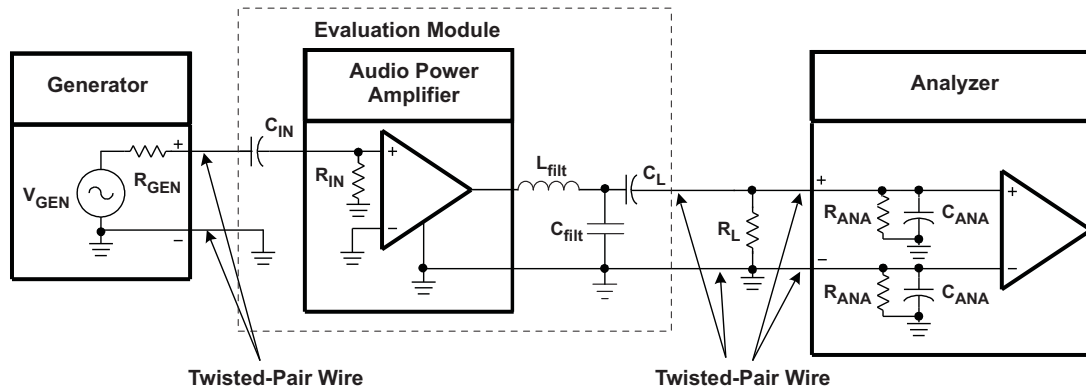 Evaluation Module
Generator
Audio Power
Amplifier
Analyzer
C_IN
+
R_GEN
V_GEN
−
R_IN
+
−
L_filt
C_L
C_filt
R_L
+
R_ANA
C_ANA
+
−
R_ANA
C_ANA
−
Twisted-Pair Wire
Twisted-Pair Wire